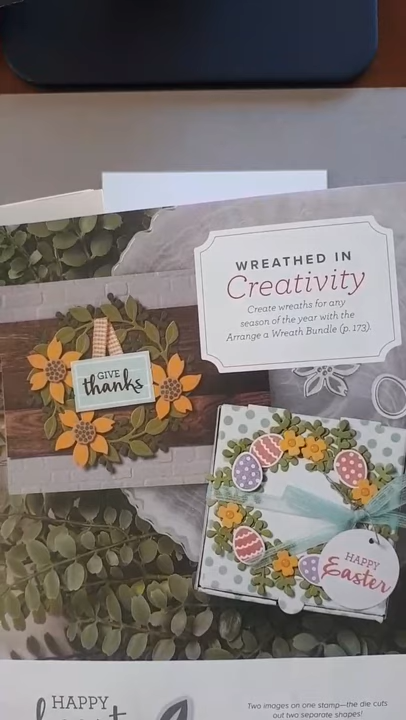 WREATHED IN
Creativity
Create wreaths for any
season of the year with the
Arrange a Wreath Bundle (p. 173).
GIVE
thanks
HAPPY
Easter
HAPPY
Two images on one stamp—the die cuts
out two separate shapes!